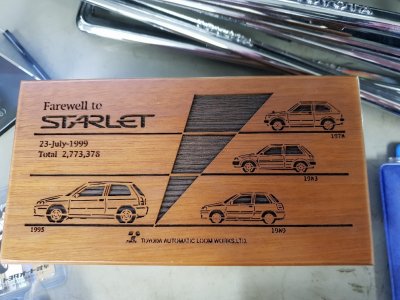 Farewell to
STARLET
23-July-1999
Total 2,773,378
1978
1983
1995
1989
TOYODA AUTOMATIC LOOM WORKS,LTD.